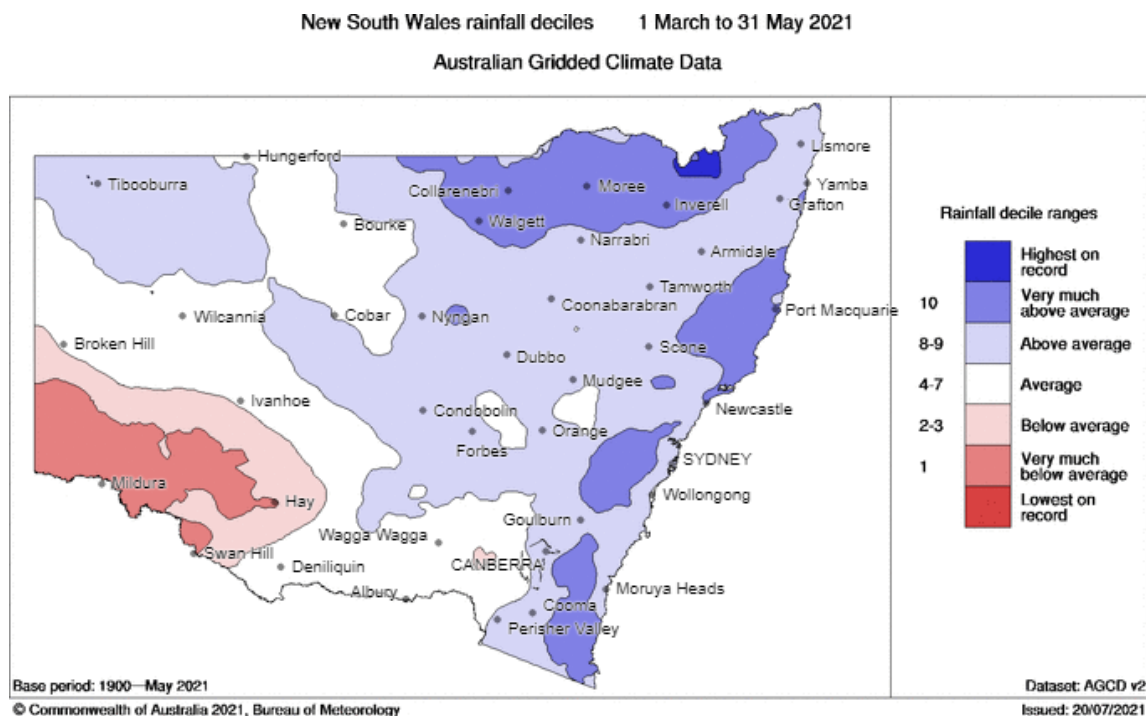 New South Wales rainfall deciles 1 March to 31 May 2021
Australian Gridded Climate Data
Hungerford
Lismore
Tibooburra
Collarenebri
Moree
Yamba
Inverell
Grafton
Walgett
Bourke
Narrabri
Armidale
Tamworth
Coonabarabran
Wilcannia
Cobar
Nyngan
Port Macquarie
Broken Hill
Scone
Dubbo
Mudgee
Ivanhoe
Newcastle
Condobolin
Orange
Forbes
SYDNEY
Mildura
Wollongong
Hay
Goulburn
Wagga Wagga
Swan Hill
CANBERRA
Deniliquin
Albury
Moruya Heads
Cooma
Perisher Valley
Rainfall decile ranges
Highest on record
10 Very much above average
8-9 Above average
4-7 Average
2-3 Below average
1 Very much below average
Lowest on record
Base period: 1900—May 2021
Dataset: AGCD v2
© Commonwealth of Australia 2021, Bureau of Meteorology
Issued: 20/07/2021